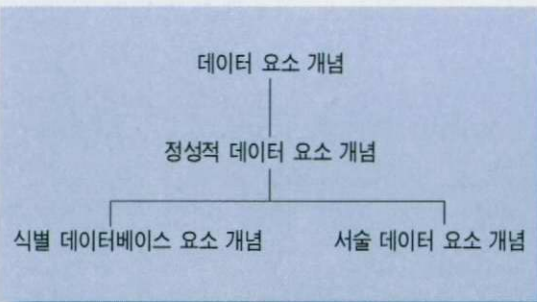 데이터 요소 개념
정성적 데이터 요소 개념
식별 데이터베이스 요소 개념 서술 데이터 요소 개념